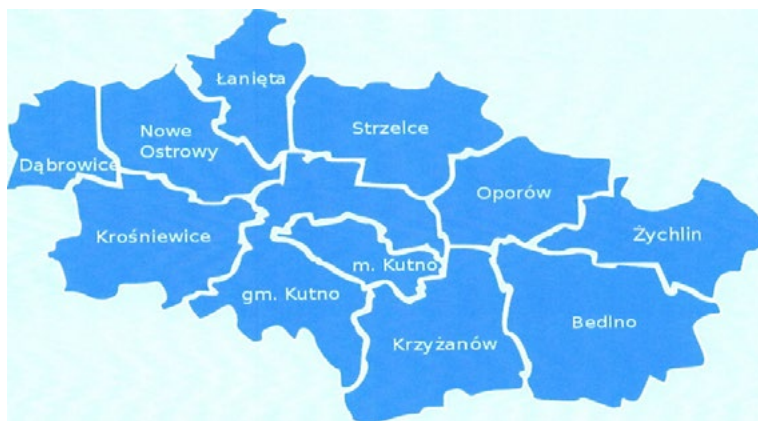 Łanięta
Strzelce
Nowe
Ostrowy
Dąbrowice
Oporów
Krośniewice
Żychlin
m. Kutno
gm. Kutno
Bedlno
Krzyżanów